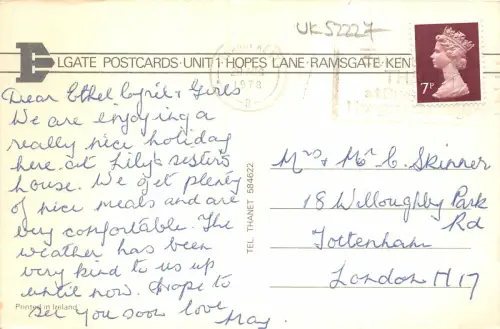 UK52227
ELGATE POSTCARDS · UNIT 1 · HOPES LANE · RAMSGATE · KEN
1978
7P
Dear Ethel Cyril + Girls
We are enjoying a
really nice holiday
here at Lily's sisters
house. We get plenty
of nice meals and are
very comfortable. The
weather has been
very kind to us up
until now. Hope to
see you soon love
May.
TEL THANET 584622
Mrs + Mr C. Skinner
18 Willoughby Park
Rd
Tottenham
London N17
Printed in Ireland